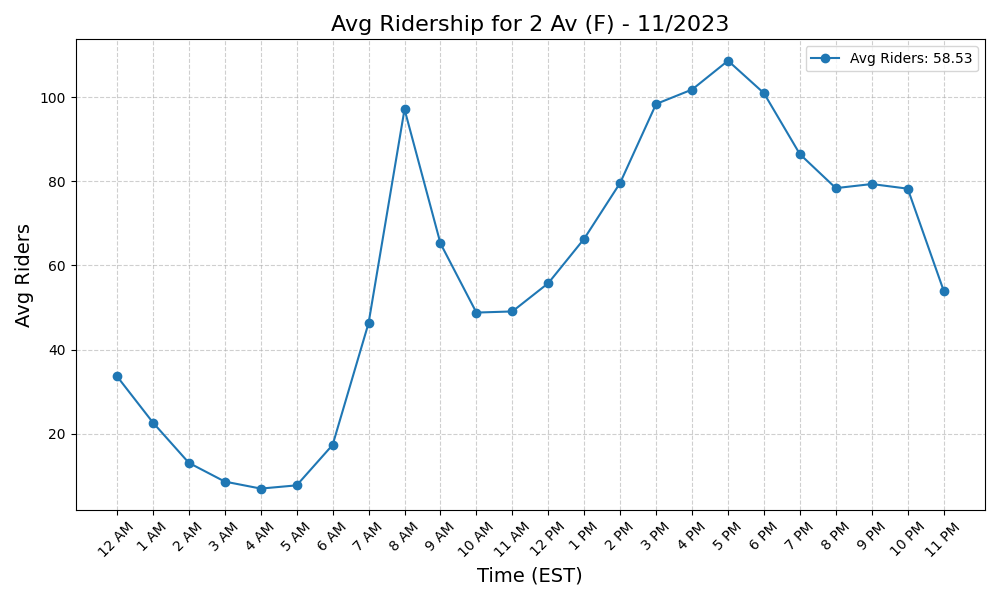 Avg Ridership for 2 Av (F) - 11/2023
Avg Riders: 58.53
Avg Riders
100
80
60
40
20
12 AM
1 AM
2 AM
3 AM
4 AM
5 AM
6 AM
7 AM
8 AM
9 AM
10 AM
11 AM
12 PM
1 PM
2 PM
3 PM
4 PM
5 PM
6 PM
7 PM
8 PM
9 PM
10 PM
11 PM
Time (EST)